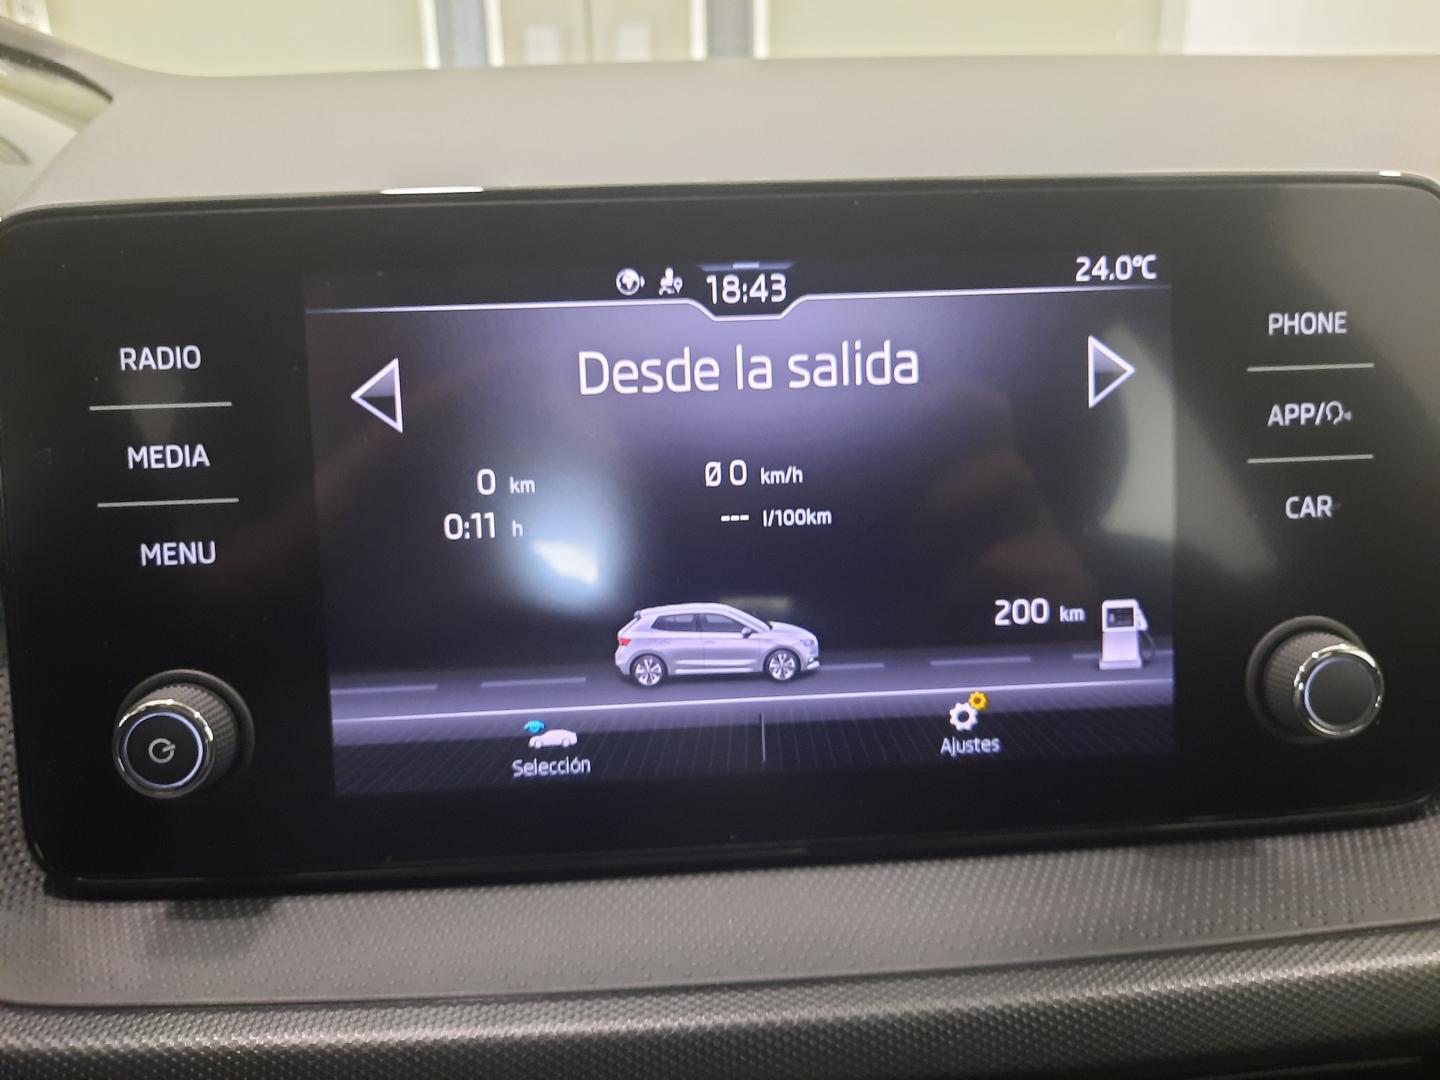 18:43
24.0°C
Desde la salida
0 km
Ø 0 km/h
0:11 h
--- l/100km
200 km
Selección
Ajustes
RADIO
MEDIA
MENU
PHONE
APP/
CAR